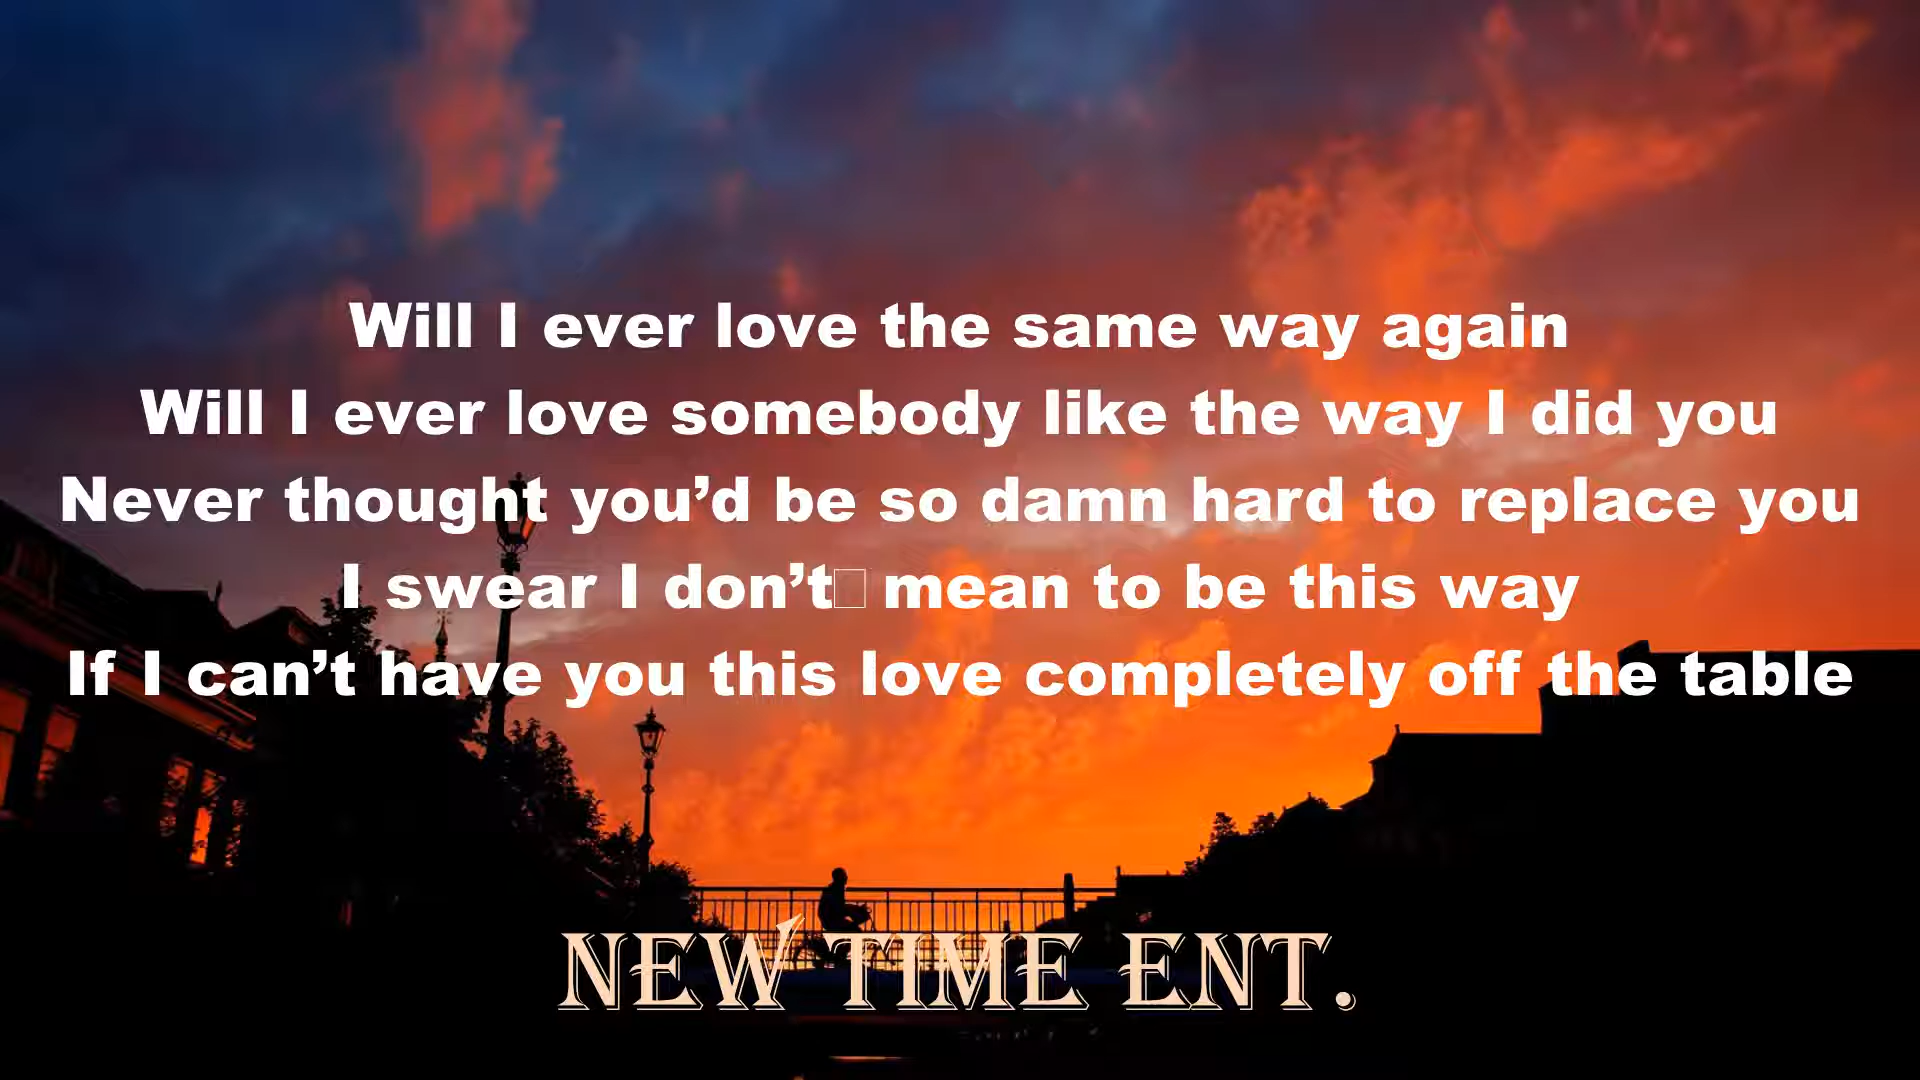 Will I ever love the same way again
Will I ever love somebody like the way I did you
Never thought you’d be so damn hard to replace you
I swear I don’t□ mean to be this way
If I can’t have you this love completely off the table
NEW TIME ENT.